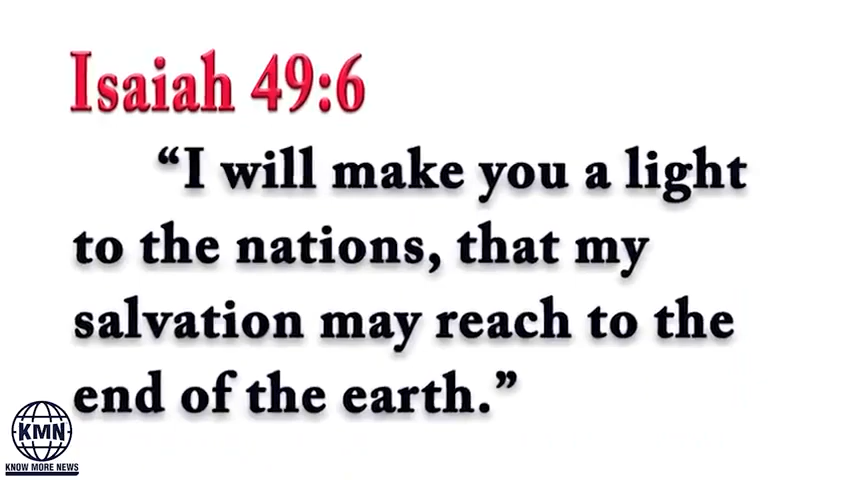 Isaiah 49:6
“I will make you a light
to the nations, that my
salvation may reach to the
end of the earth.”
KMN
KNOW MORE NEWS